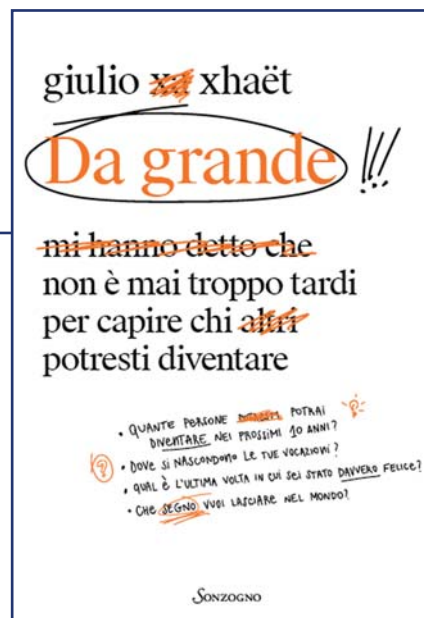 giulio xa xhaët
Da grande !!!
mi hanno detto che
non è mai troppo tardi
per capire chi altri
potresti diventare
• QUANTE PERSONE POTRAI
DIVENTARE NEI PROSSIMI 10 ANNI?
• DOVE SI NASCONDONO LE TUE VOCAZIONI?
• QUAL È L'ULTIMA VOLTA IN CUI SEI STATO DAVVERO FELICE?
• CHE SEGNO VUOI LASCIARE NEL MONDO?
SONZOGNO